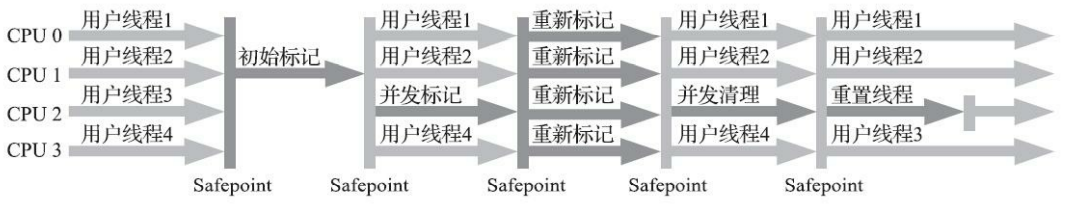 CPU 0 用户线程1 用户线程1 重新标记 用户线程1 用户线程1
CPU 1 用户线程2 初始标记 用户线程2 重新标记 用户线程2 用户线程2
CPU 2 用户线程3 并发标记 重新标记 并发清理 重置线程
CPU 3 用户线程4 用户线程4 重新标记 用户线程4 用户线程3
Safepoint Safepoint Safepoint Safepoint Safepoint